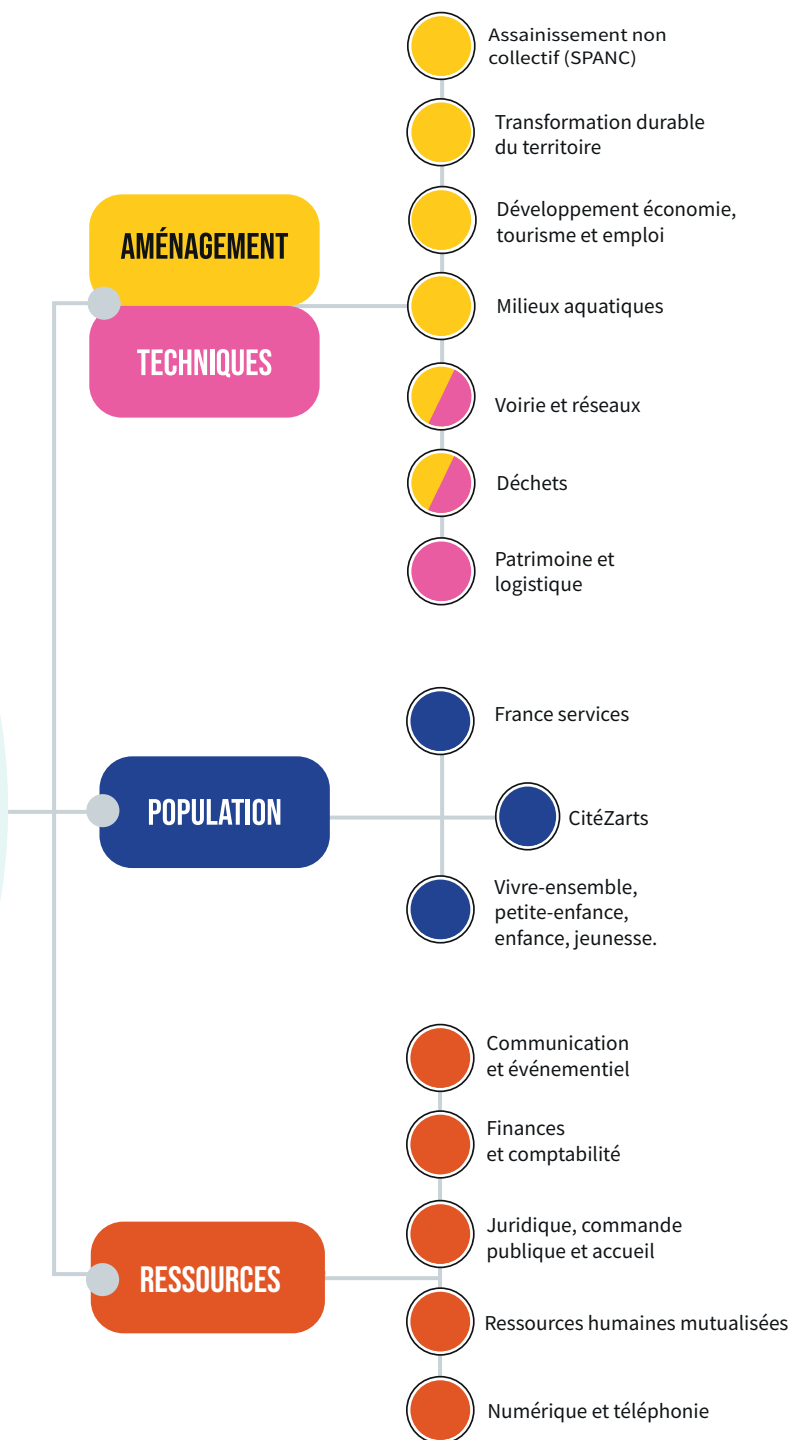 Assainissement non
collectif (SPANC)
Transformation durable
du territoire
Développement économie,
tourisme et emploi
AMÉNAGEMENT
Milieux aquatiques
TECHNIQUES
Voirie et réseaux
Déchets
Patrimoine et
logistique
France services
POPULATION
CitéZarts
Vivre-ensemble,
petite-enfance,
enfance, jeunesse.
Communication
et événementiel
Finances
et comptabilité
Juridique, commande
publique et accueil
RESSOURCES
Ressources humaines mutualisées
Numérique et téléphonie